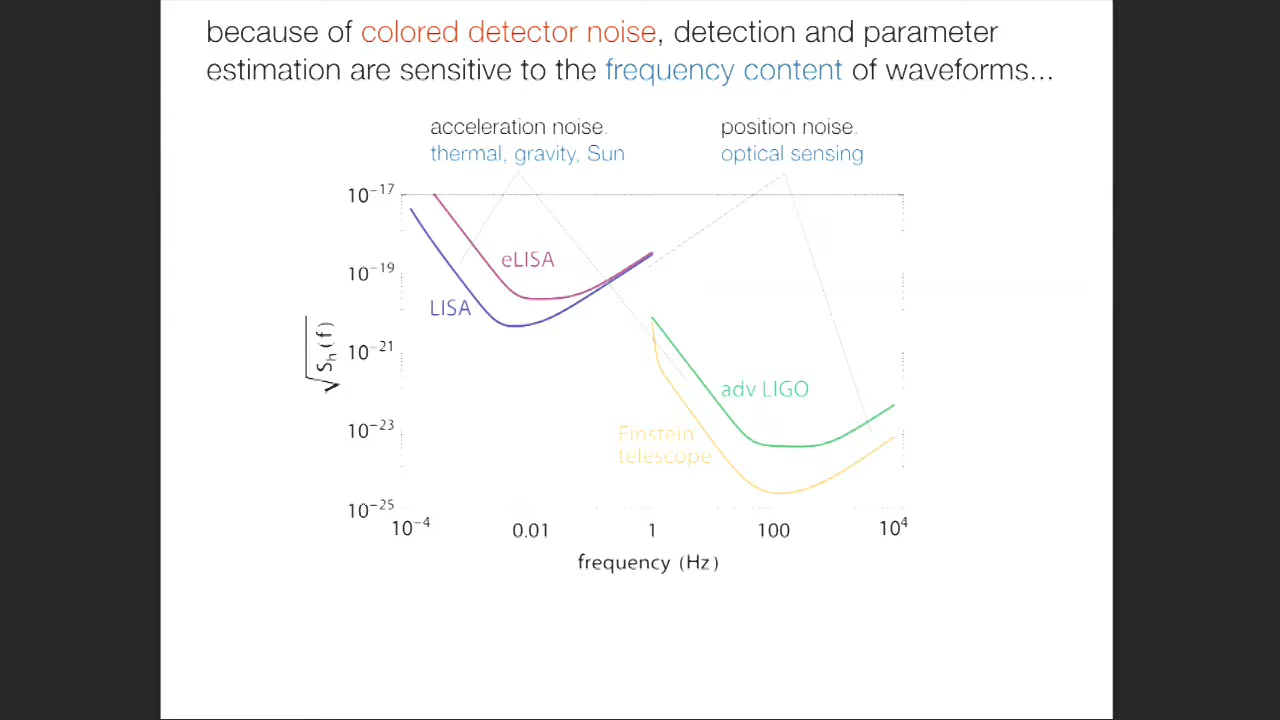 because of colored detector noise, detection and parameter
estimation are sensitive to the frequency content of waveforms...
acceleration noise.
thermal, gravity, Sun
position noise.
optical sensing
10^-17
10^-19
10^-21
10^-23
10^-25
√S_h(f)
eLISA
LISA
adv LIGO
Einstein
telescope
10^-4
0.01
1
100
10^4
frequency (Hz)